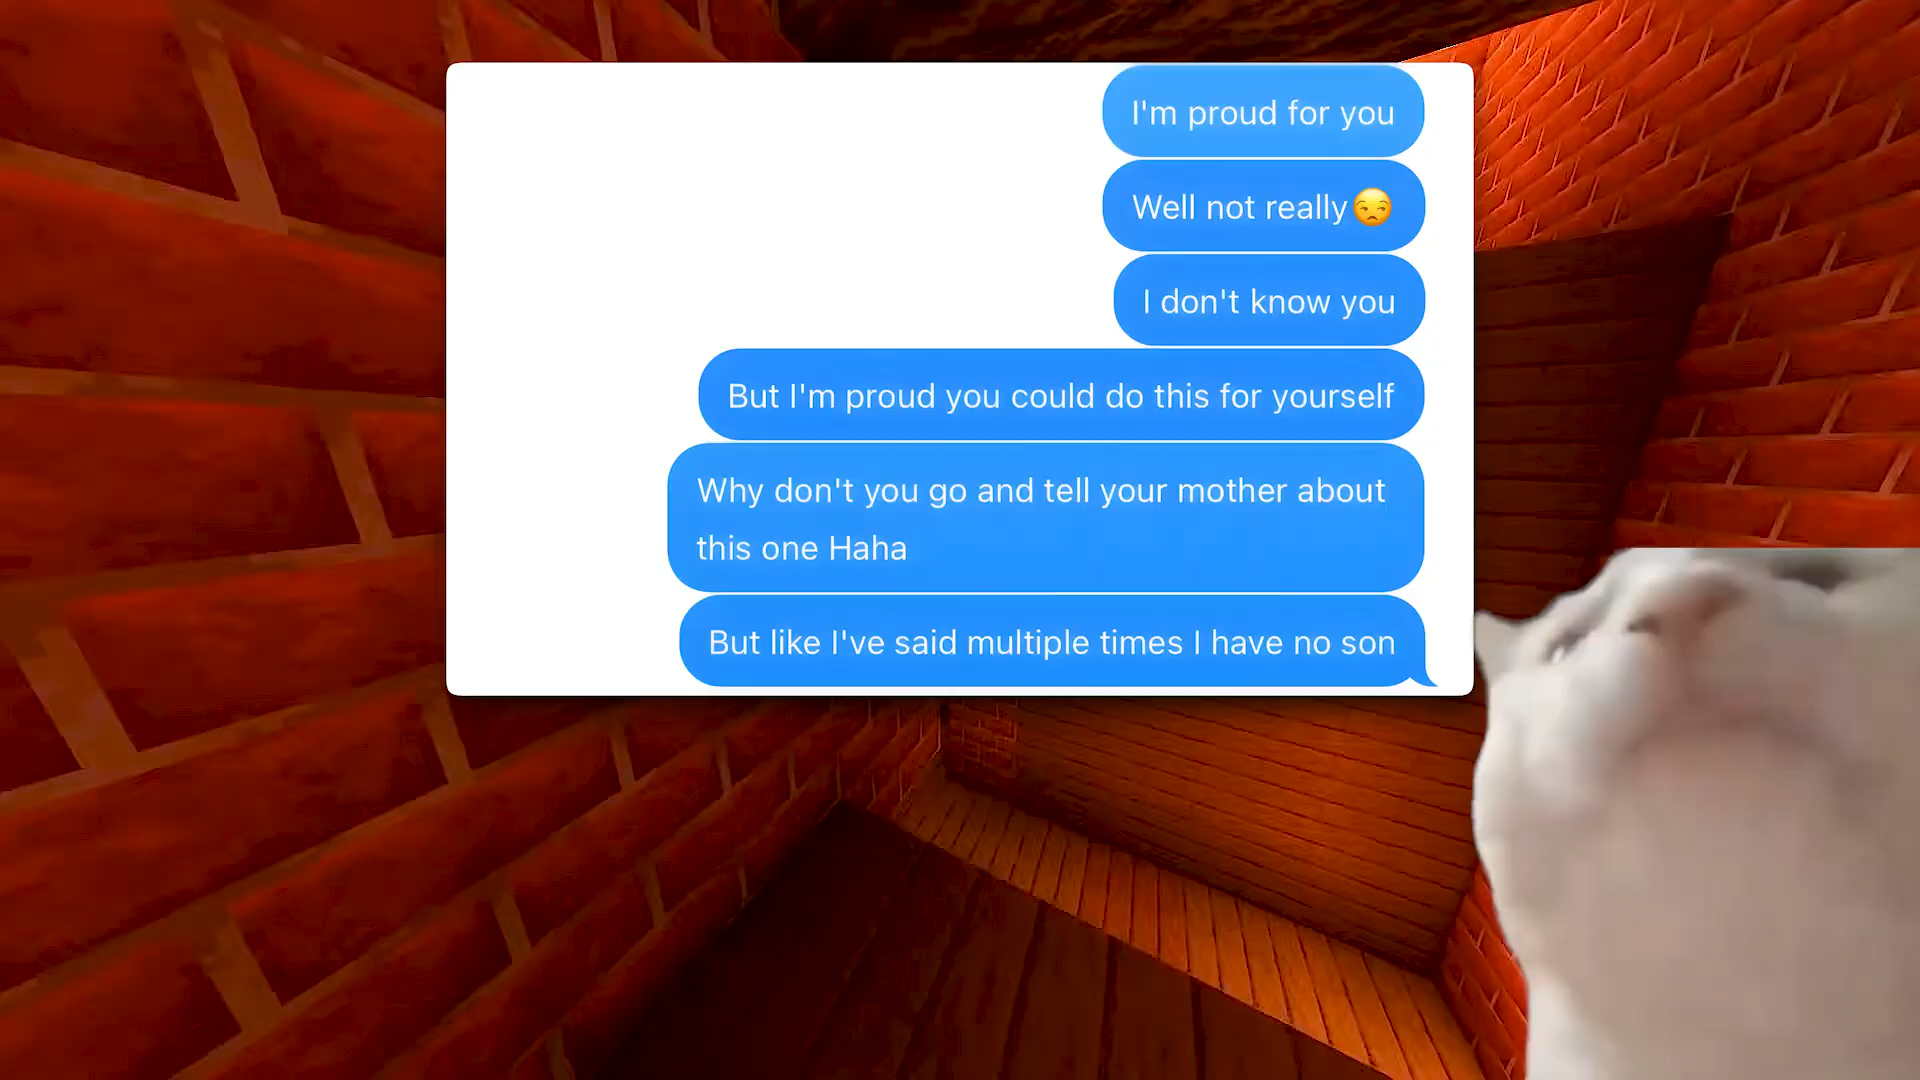 I'm proud for you
Well not really😒
I don't know you
But I'm proud you could do this for yourself
Why don't you go and tell your mother about
this one Haha
But like I've said multiple times I have no son